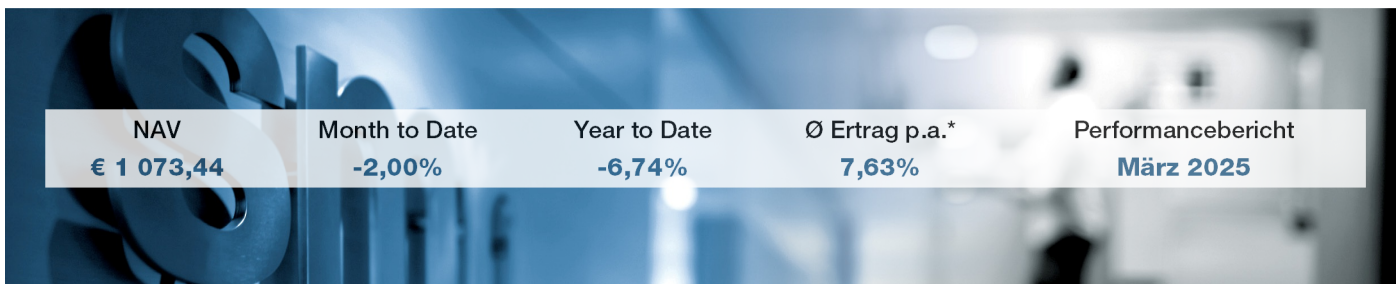 NAV Month to Date Year to Date Ø Ertrag p.a.* Performancebericht
€ 1 073,44 -2,00% -6,74% 7,63% März 2025